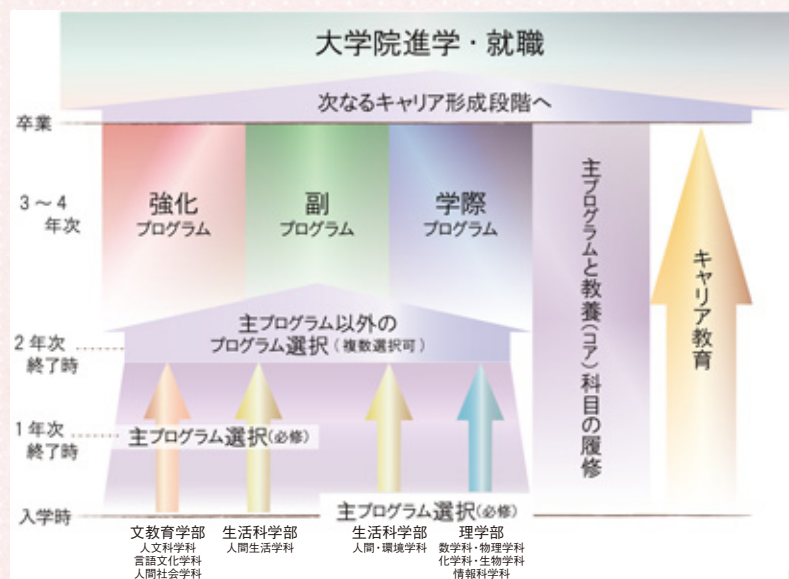 大学院進学・就職
次なるキャリア形成段階へ
卒業
3～4
年次
強化
プログラム
副
プログラム
学際
プログラム
主プログラムと教養(コア)科目の履修
キャリア教育
主プログラム以外の
プログラム選択(複数選択可)
2年次
終了時
1年次
終了時
主プログラム選択(必修)
入学時
主プログラム選択(必修)
文教育学部
人文科学科
言語文化学科
人間社会学科
生活科学部
人間生活学科
生活科学部
人間・環境学科
理学部
数学科・物理学科
化学科・生物学科
情報科学科